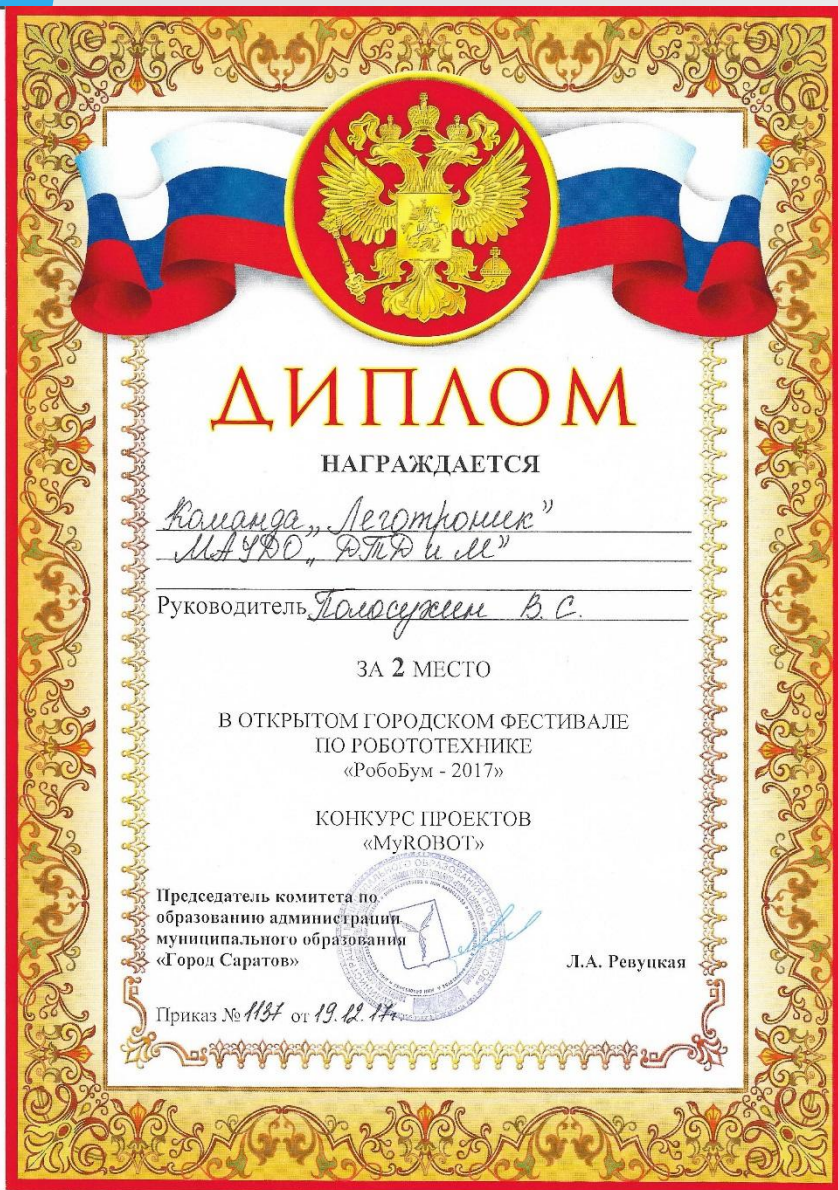 ДИПЛОМ
НАГРАЖДАЕТСЯ
Команда „Леготроник”
МАУДО „ДТД и М”
Руководитель Полосухин В. С.
ЗА 2 МЕСТО
В ОТКРЫТОМ ГОРОДСКОМ ФЕСТИВАЛЕ
ПО РОБОТОТЕХНИКЕ
«РобоБум - 2017»
КОНКУРС ПРОЕКТОВ
«MyROBOT»
Председатель комитета по
образованию администрации
муниципального образования
«Город Саратов»
Л.А. Ревуцкая
Приказ № 1137 от 19.12.17г.